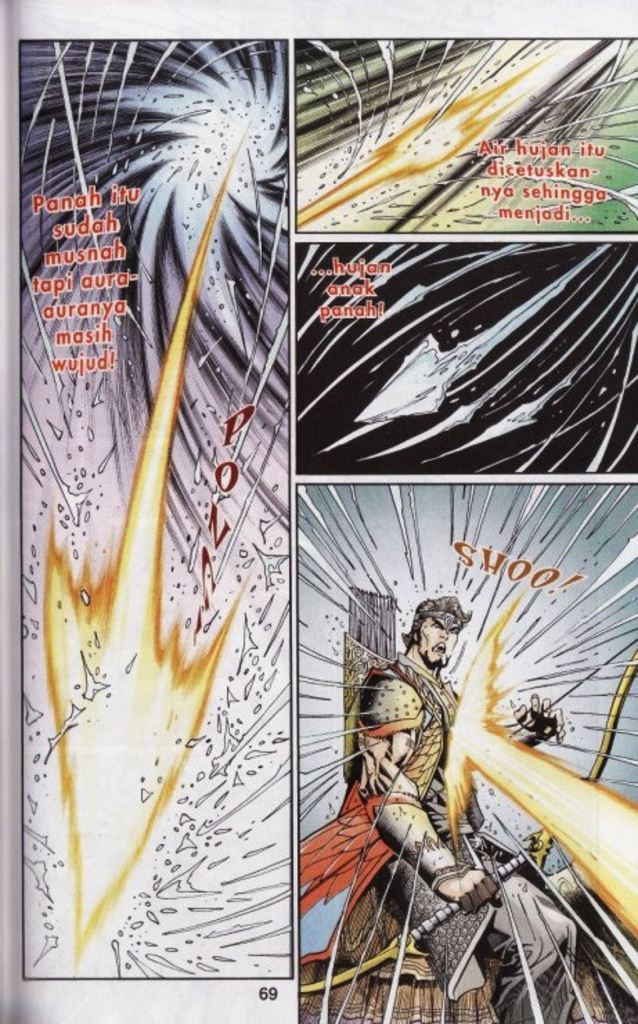 Panah itu
sudah
musnah
tapi aura-
auranya
masih
wujud!
Air hujan itu
dicetuskan-
nya sehingga
menjadi...
...hujan
anak
panah!
SHOO!
69